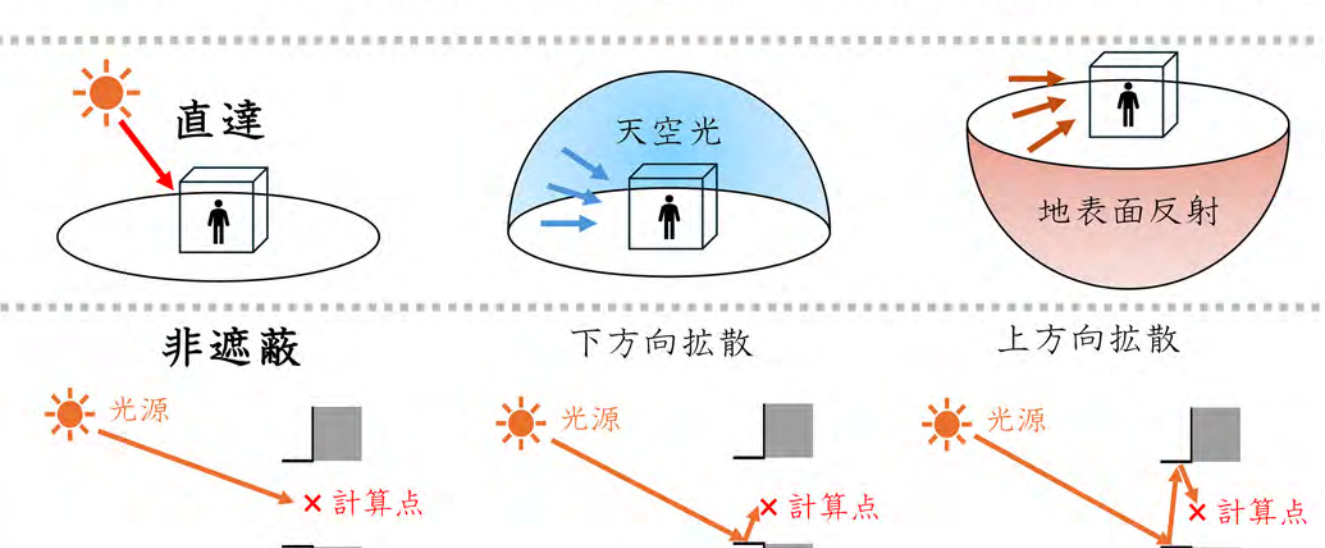 直達
天空光
地表面反射
非遮蔽
下方向拡散
上方向拡散
光源
光源
光源
計算点
計算点
計算点